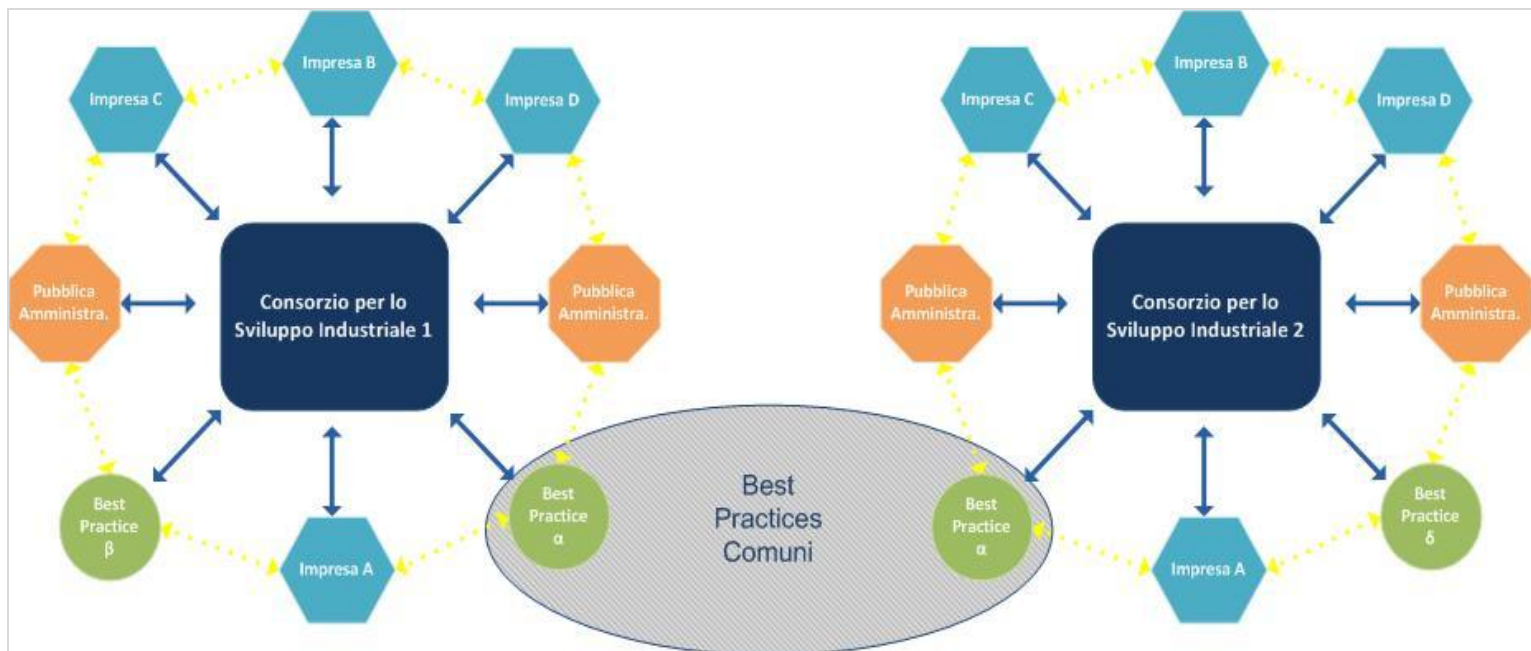 Impresa B
Impresa C
Impresa D
Pubblica
Amministra.
Consorzio per lo
Sviluppo Industriale 1
Pubblica
Amministra.
Best
Practice
β
Impresa A
Best
Practice
α
Best
Practices
Comuni
Impresa B
Impresa C
Impresa D
Pubblica
Amministra.
Consorzio per lo
Sviluppo Industriale 2
Pubblica
Amministra.
Best
Practice
α
Impresa A
Best
Practice
δ